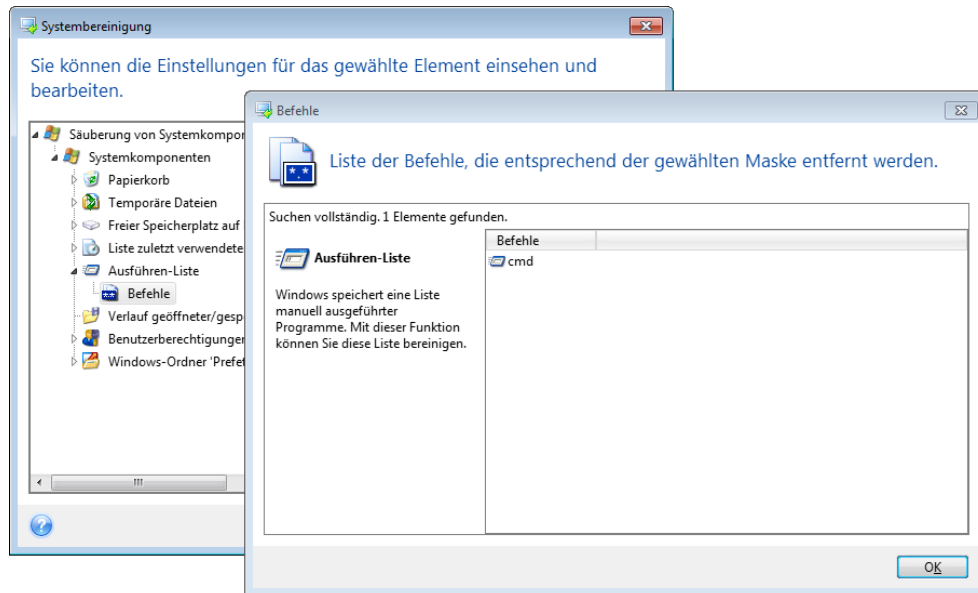 Systembereinigung
Sie können die Einstellungen für das gewählte Element einsehen und
bearbeiten.
Säuberung von Systemkompor
Systemkomponenten
Papierkorb
Temporäre Dateien
Freier Speicherplatz auf
Liste zuletzt verwendete
Ausführen-Liste
Befehle
Verlauf geöffneter/gesp
Benutzerberechtigunger
Windows-Ordner 'Prefet
Befehle
Liste der Befehle, die entsprechend der gewählten Maske entfernt werden.
Suchen vollständig. 1 Elemente gefunden.
Ausführen-Liste
Windows speichert eine Liste
manuell ausgeführter
Programme. Mit dieser Funktion
können Sie diese Liste bereinigen.
Befehle
cmd
OK